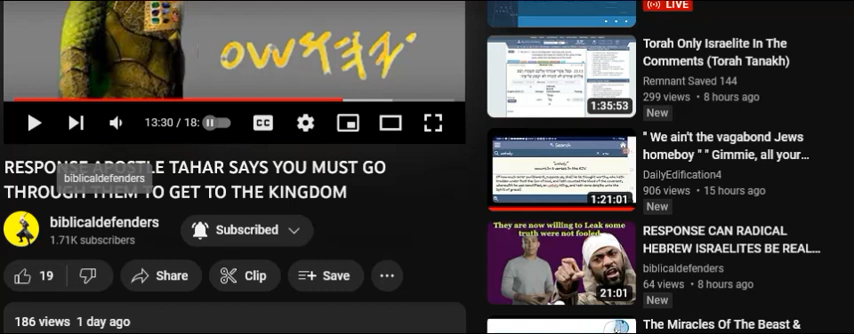 13:30 / 18:
CC
RESPONSE APOSTLE TAHAR SAYS YOU MUST GO
THROUGH THEM TO GET TO THE KINGDOM
biblicaldefenders
biblicaldefenders
1.71K subscribers
Subscribed
19
Share
Clip
Save
186 views 1 day ago
LIVE
1:35:53
Torah Only Israelite In The
Comments (Torah Tanakh)
Remnant Saved 144
299 views • 8 hours ago
New
Search
1:21:01
" We ain't the vagabond Jews
homeboy " " Gimmie, all your...
DailyEdification4
906 views • 15 hours ago
New
They are now willing to Leak some
truth were not fooled
21:01
RESPONSE CAN RADICAL
HEBREW ISRAELITES BE REAL...
biblicaldefenders
64 views • 8 hours ago
New
The Miracles Of The Beast &